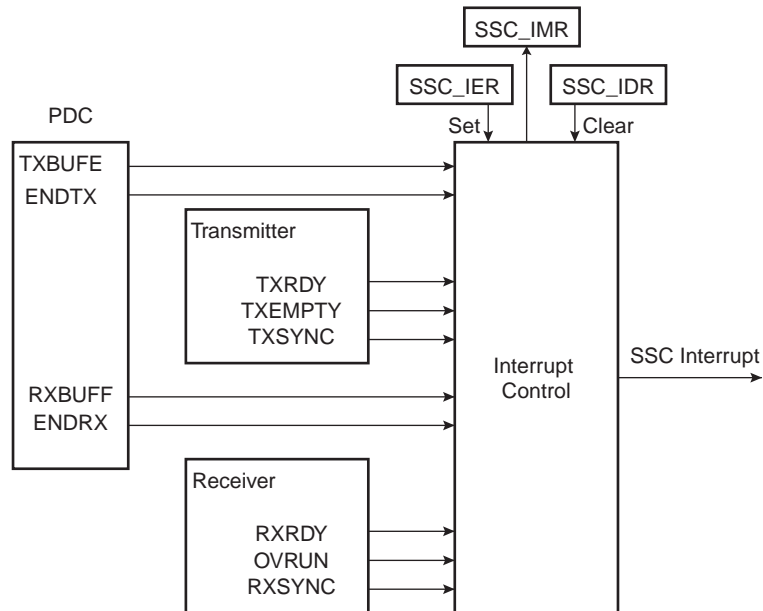 SSC_IMR
SSC_IER
SSC_IDR
PDC
Set
Clear
TXBUFE
ENDTX
Transmitter
TXRDY
TXEMPTY
TXSYNC
Interrupt
Control
SSC Interrupt
RXBUFF
ENDRX
Receiver
RXRDY
OVRUN
RXSYNC